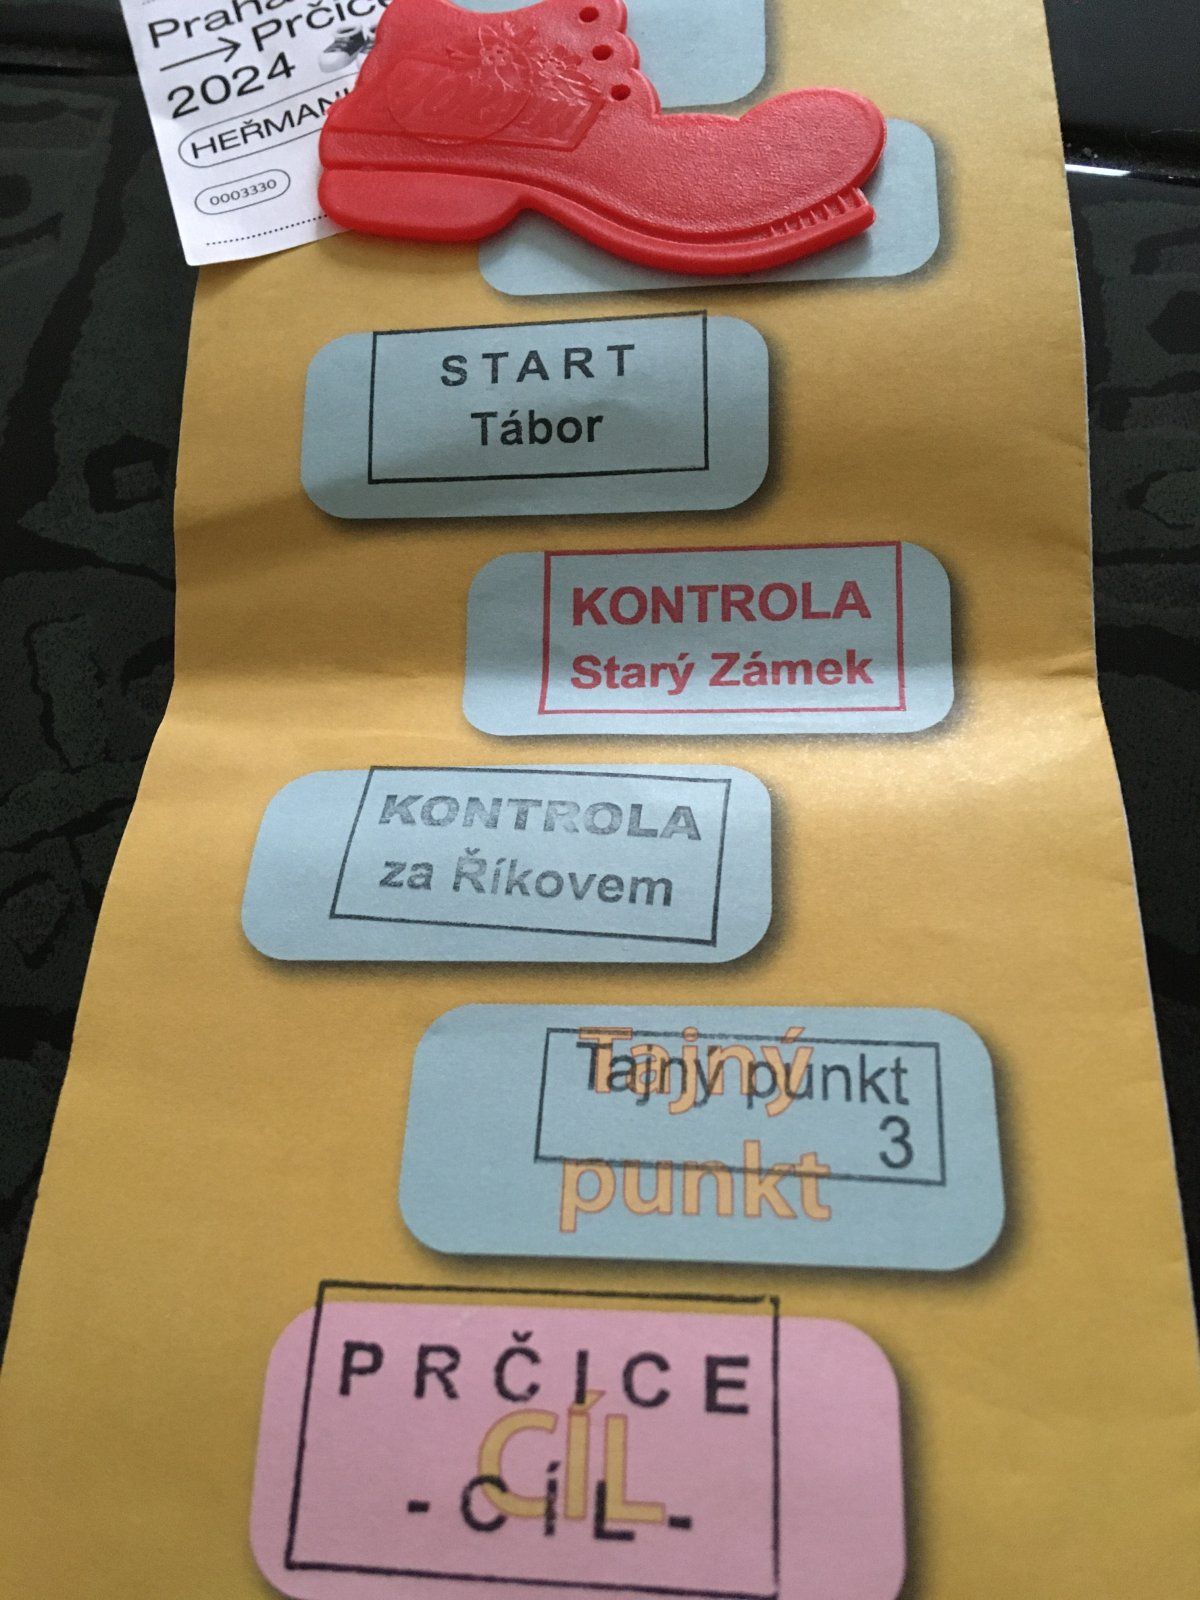 Praha
→ Prčice
2024
HEŘMANI
0003330
START
Tábor
KONTROLA
Starý Zámek
KONTROLA
za Říkovem
Tajný punkt
3
Tajný
punkt
PRČICE
CÍL
- CÍL -